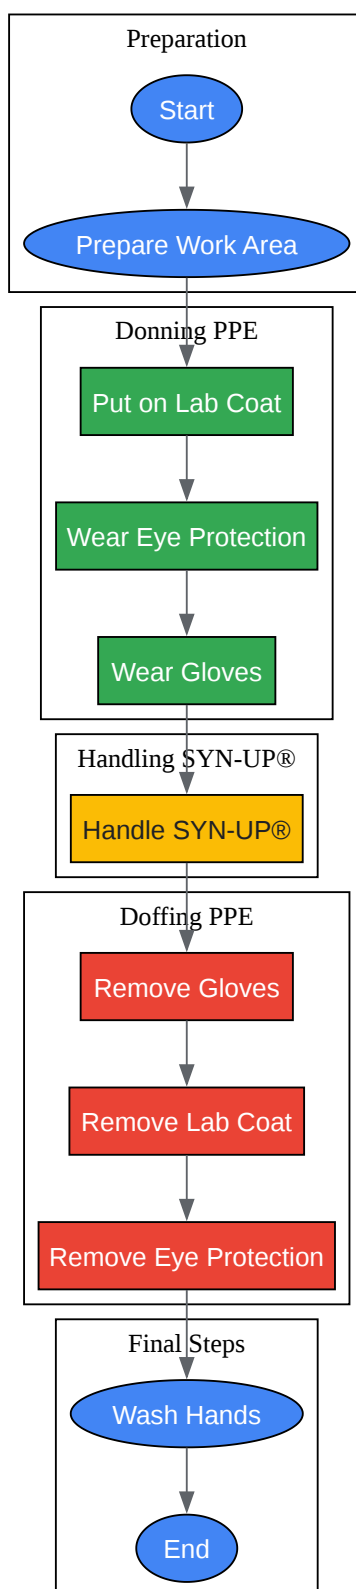 Preparation
Start
Prepare Work Area
Donning PPE
Put on Lab Coat
Wear Eye Protection
Wear Gloves
Handling SYN-UP®
Handle SYN-UP®
Doffing PPE
Remove Gloves
Remove Lab Coat
Remove Eye Protection
Final Steps
Wash Hands
End